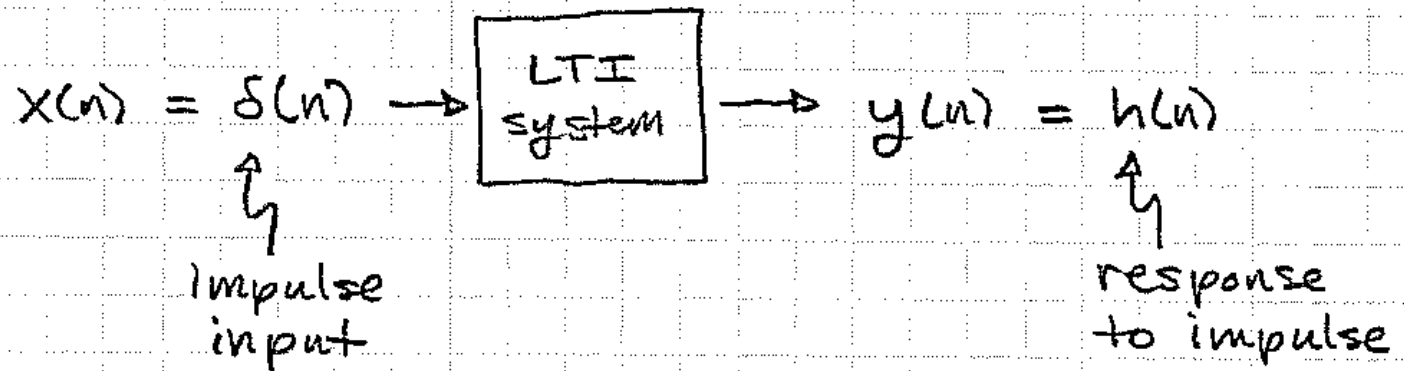 x(n) = δ(n) → LTI system → y(n) = h(n)
impulse input
response to impulse